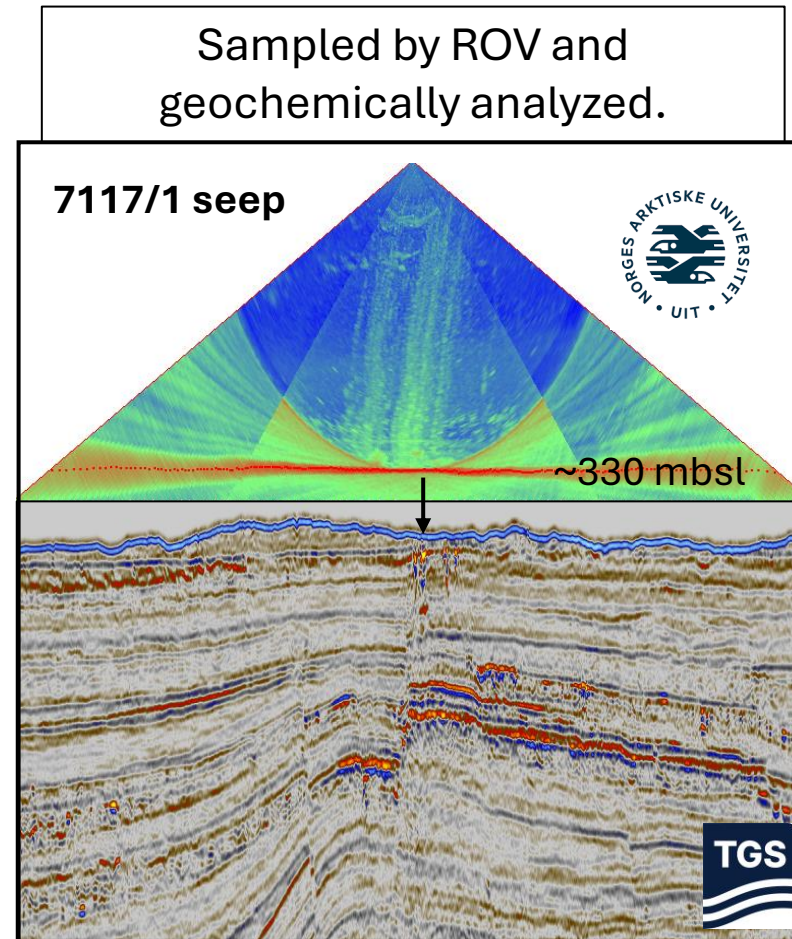 Sampled by ROV and
geochemically analyzed.
7117/1 seep
NORGES ARKTISKE UNIVERSITET
• UIT •
~330 mbsl
TGS